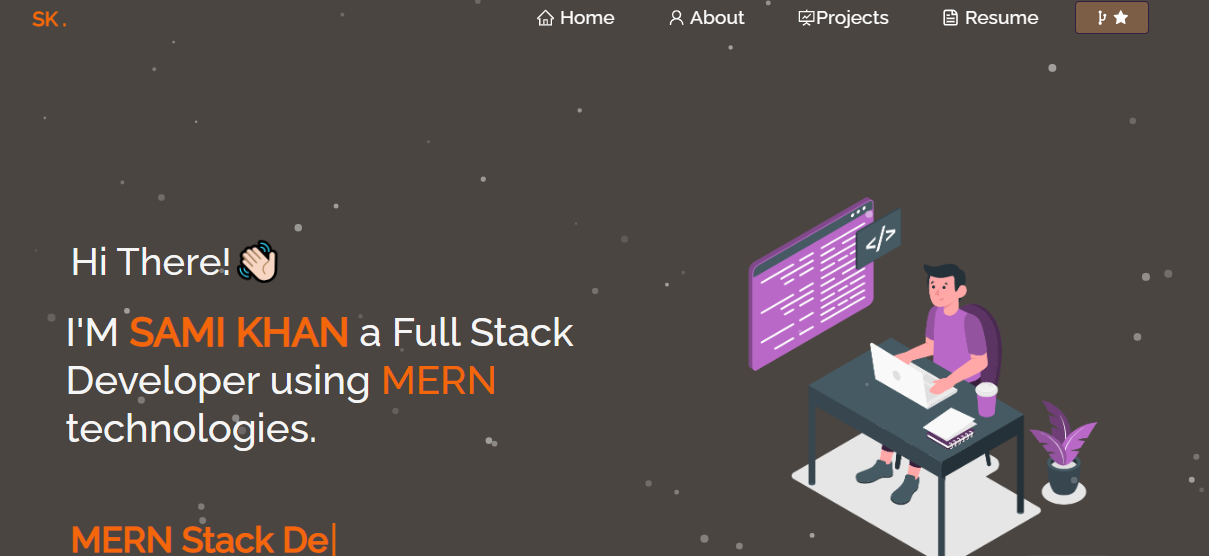 SK .
Home
About
Projects
Resume
Hi There!
I'M SAMI KHAN a Full Stack
Developer using MERN
technologies.
MERN Stack De|
</>